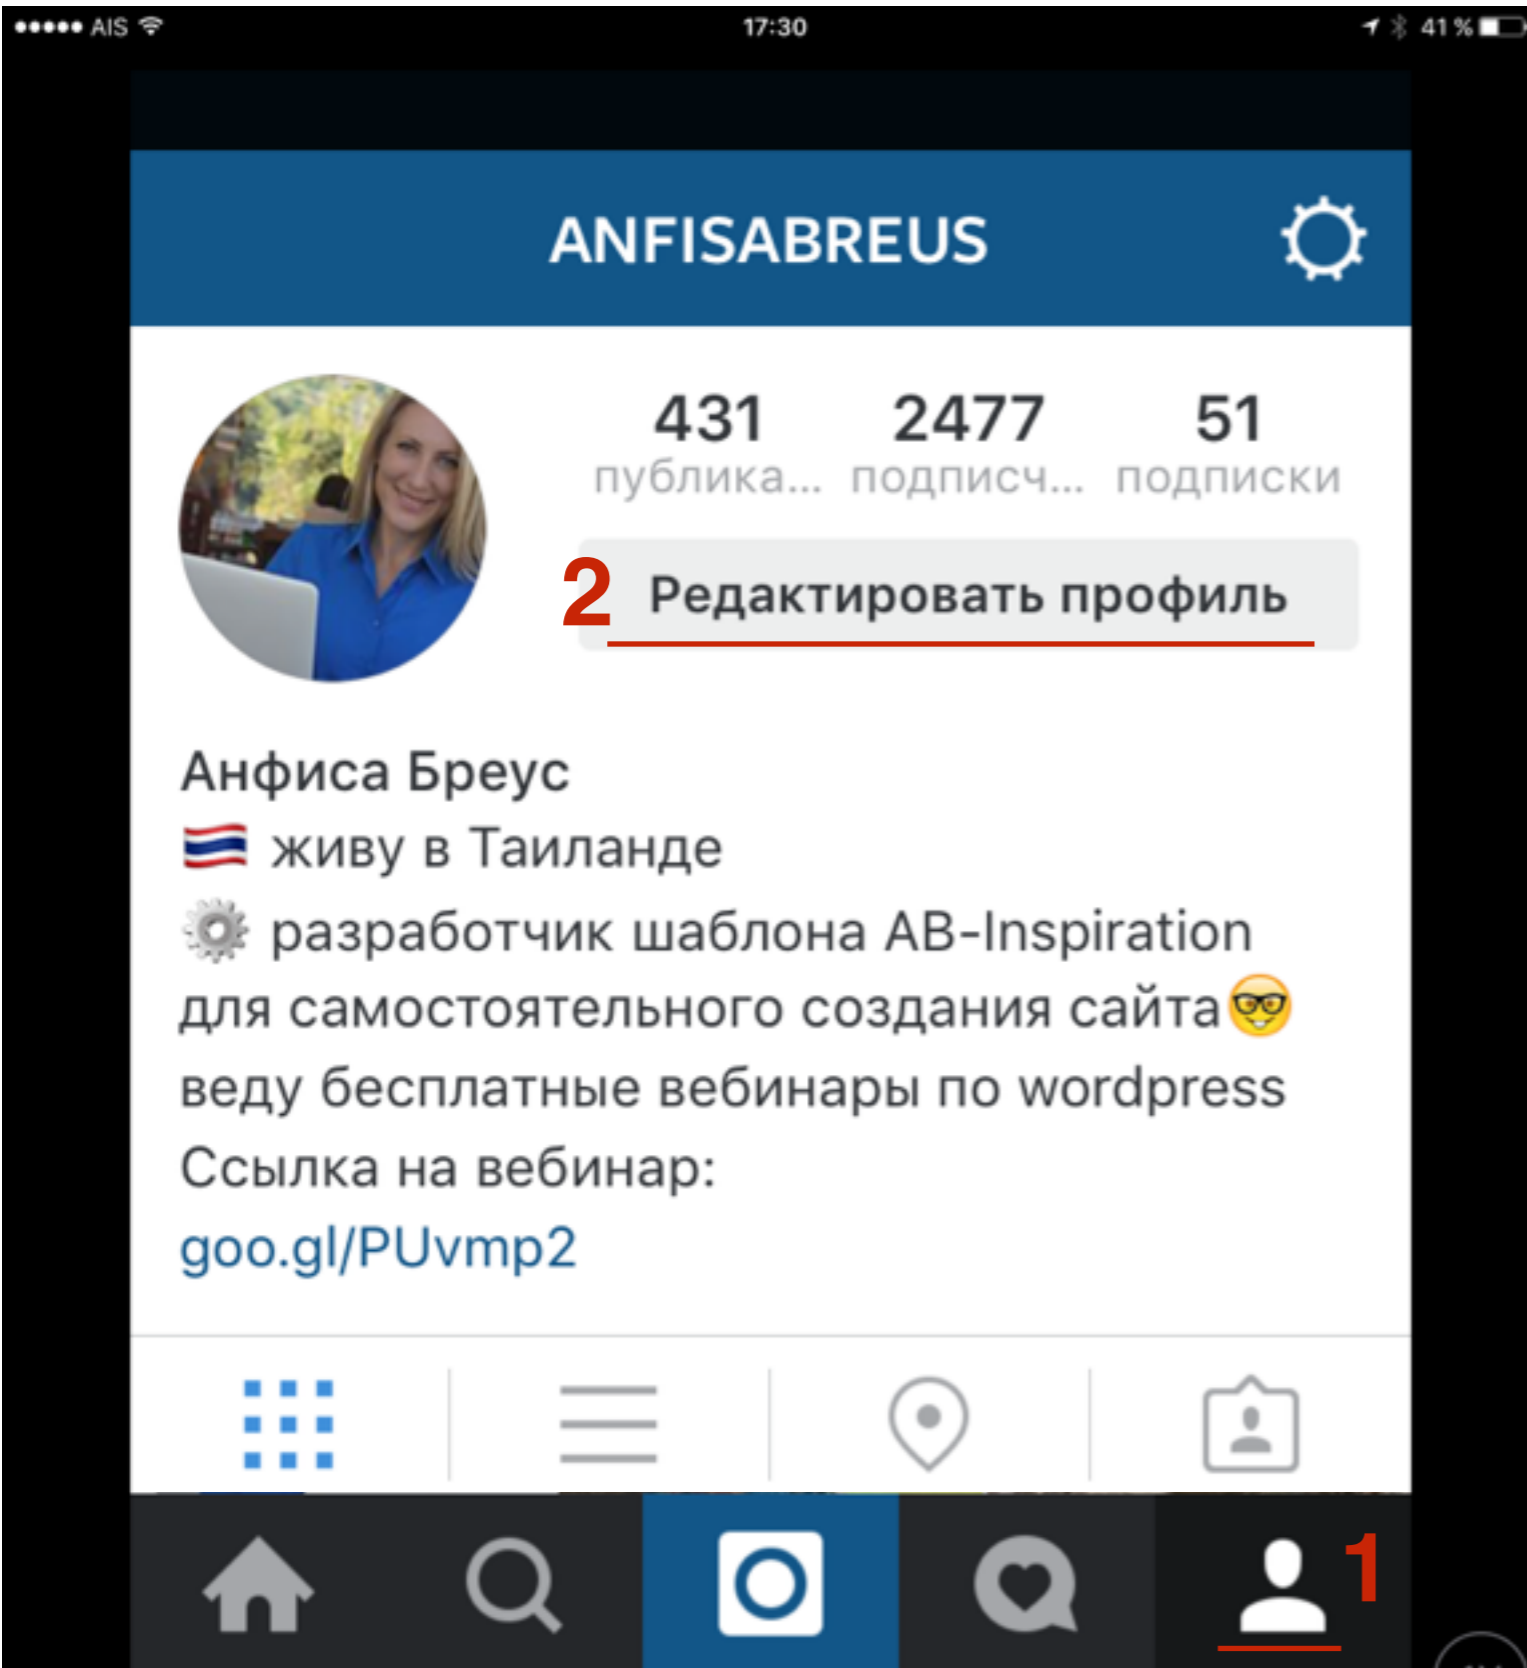 AIS 17:30 41 %
ANFISABREUS
431 2477 51
публика... подписч... подписки
2 Редактировать профиль
Анфиса Бреус
🇹🇭 живу в Таиланде
⚙️ разработчик шаблона AB-Inspiration
для самостоятельного создания сайта🤓
веду бесплатные вебинары по wordpress
Ссылка на вебинар:
goo.gl/PUvmp2
1